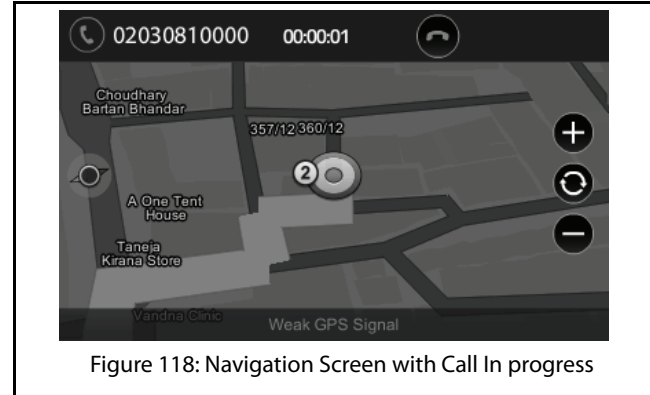 02030810000 00:00:01
Choudhary
Bartan Bhandar
357/12 360/12
2
A One Tent
House
Taneja
Kirana Store
Vandna Clinic
Weak GPS Signal
Figure 118: Navigation Screen with Call In progress